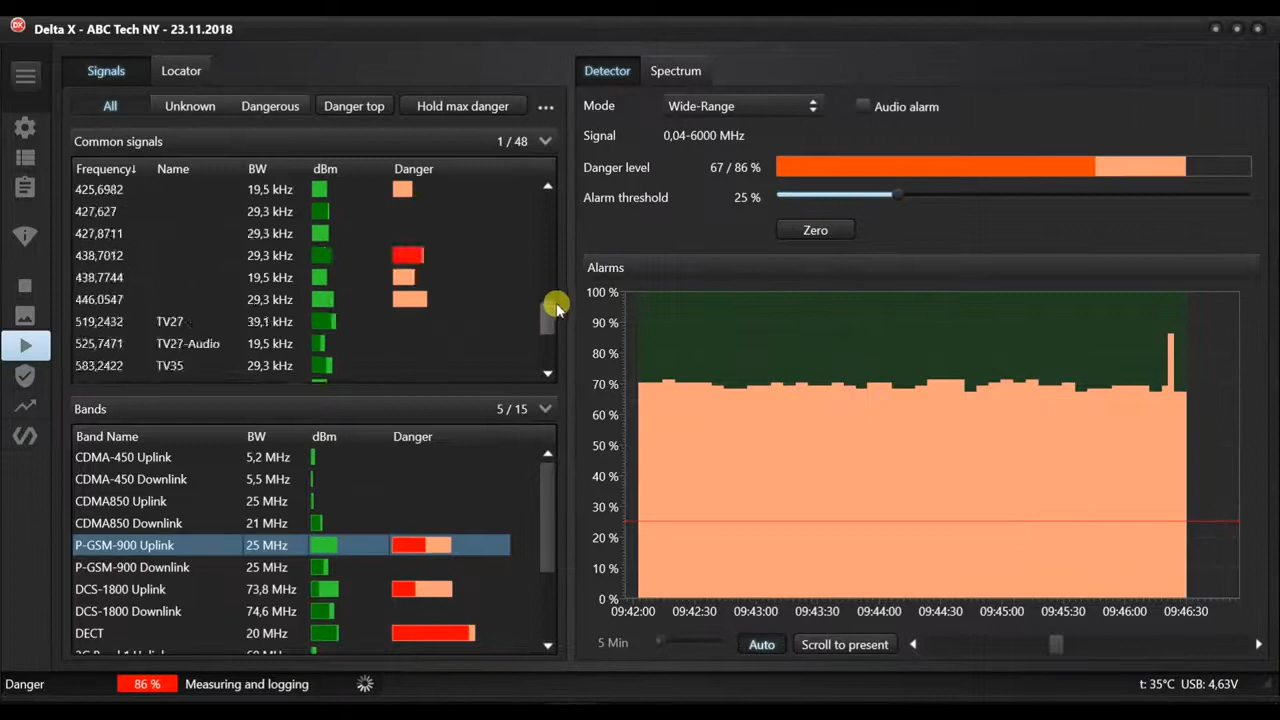 Delta X - ABC Tech NY - 23.11.2018
Signals Locator
All Unknown Dangerous Danger top Hold max danger ...
Common signals 1 / 48
Frequency↓ Name BW dBm Danger
425,6982 19,5 kHz
427,627 29,3 kHz
427,8711 29,3 kHz
438,7012 29,3 kHz
438,7744 19,5 kHz
446,0547 29,3 kHz
519,2432 TV27 39,1 kHz
525,7471 TV27-Audio 19,5 kHz
583,2422 TV35 29,3 kHz
Bands 5 / 15
Band Name BW dBm Danger
CDMA-450 Uplink 5,2 MHz
CDMA-450 Downlink 5,5 MHz
CDMA850 Uplink 25 MHz
CDMA850 Downlink 21 MHz
P-GSM-900 Uplink 25 MHz
P-GSM-900 Downlink 25 MHz
DCS-1800 Uplink 73,8 MHz
DCS-1800 Downlink 74,6 MHz
DECT 20 MHz
Detector Spectrum
Mode Wide-Range Audio alarm
Signal 0,04-6000 MHz
Danger level 67 / 86 %
Alarm threshold 25 %
Zero
Alarms
100 %
90 %
80 %
70 %
60 %
50 %
40 %
30 %
20 %
10 %
0 %
09:42:00 09:42:30 09:43:00 09:43:30 09:44:00 09:44:30 09:45:00 09:45:30 09:46:00 09:46:30
5 Min Auto Scroll to present
Danger 86 % Measuring and logging t: 35°C USB: 4,63V